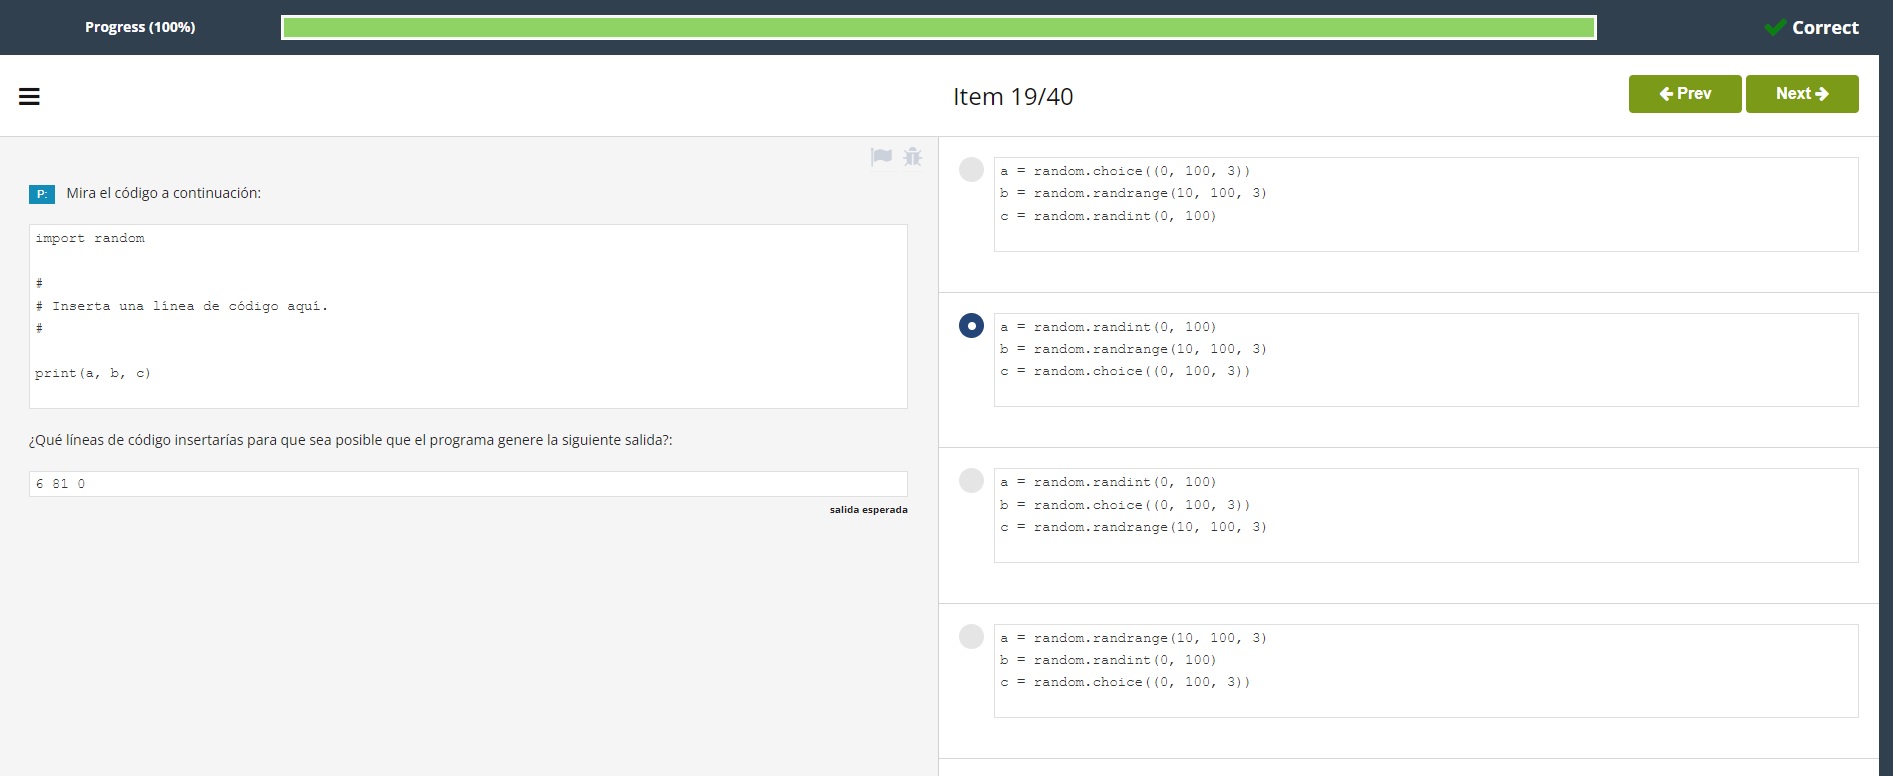 Progress (100%)
Correct
Item 19/40
Prev
Next
P: Mira el código a continuación:
import random
#
# Inserta una línea de código aquí.
#
print(a, b, c)
¿Qué líneas de código insertarías para que sea posible que el programa genere la siguiente salida?:
6 81 0
salida esperada
a = random.choice((0, 100, 3))
b = random.randrange(10, 100, 3)
c = random.randint(0, 100)
a = random.randint(0, 100)
b = random.randrange(10, 100, 3)
c = random.choice((0, 100, 3))
a = random.randint(0, 100)
b = random.choice((0, 100, 3))
c = random.randrange(10, 100, 3)
a = random.randrange(10, 100, 3)
b = random.randint(0, 100)
c = random.choice((0, 100, 3))